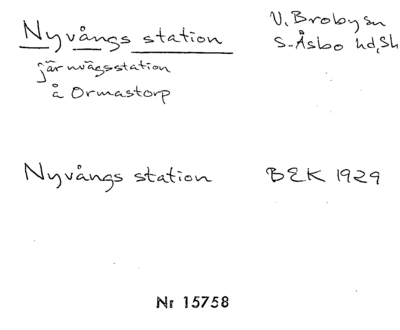 Nyvångs station
V. Broby sn
S. Åsbo hd, Sk
järnvägsstation
å Ormastorp
Nyvångs station
BEK 1929
Nr 15758